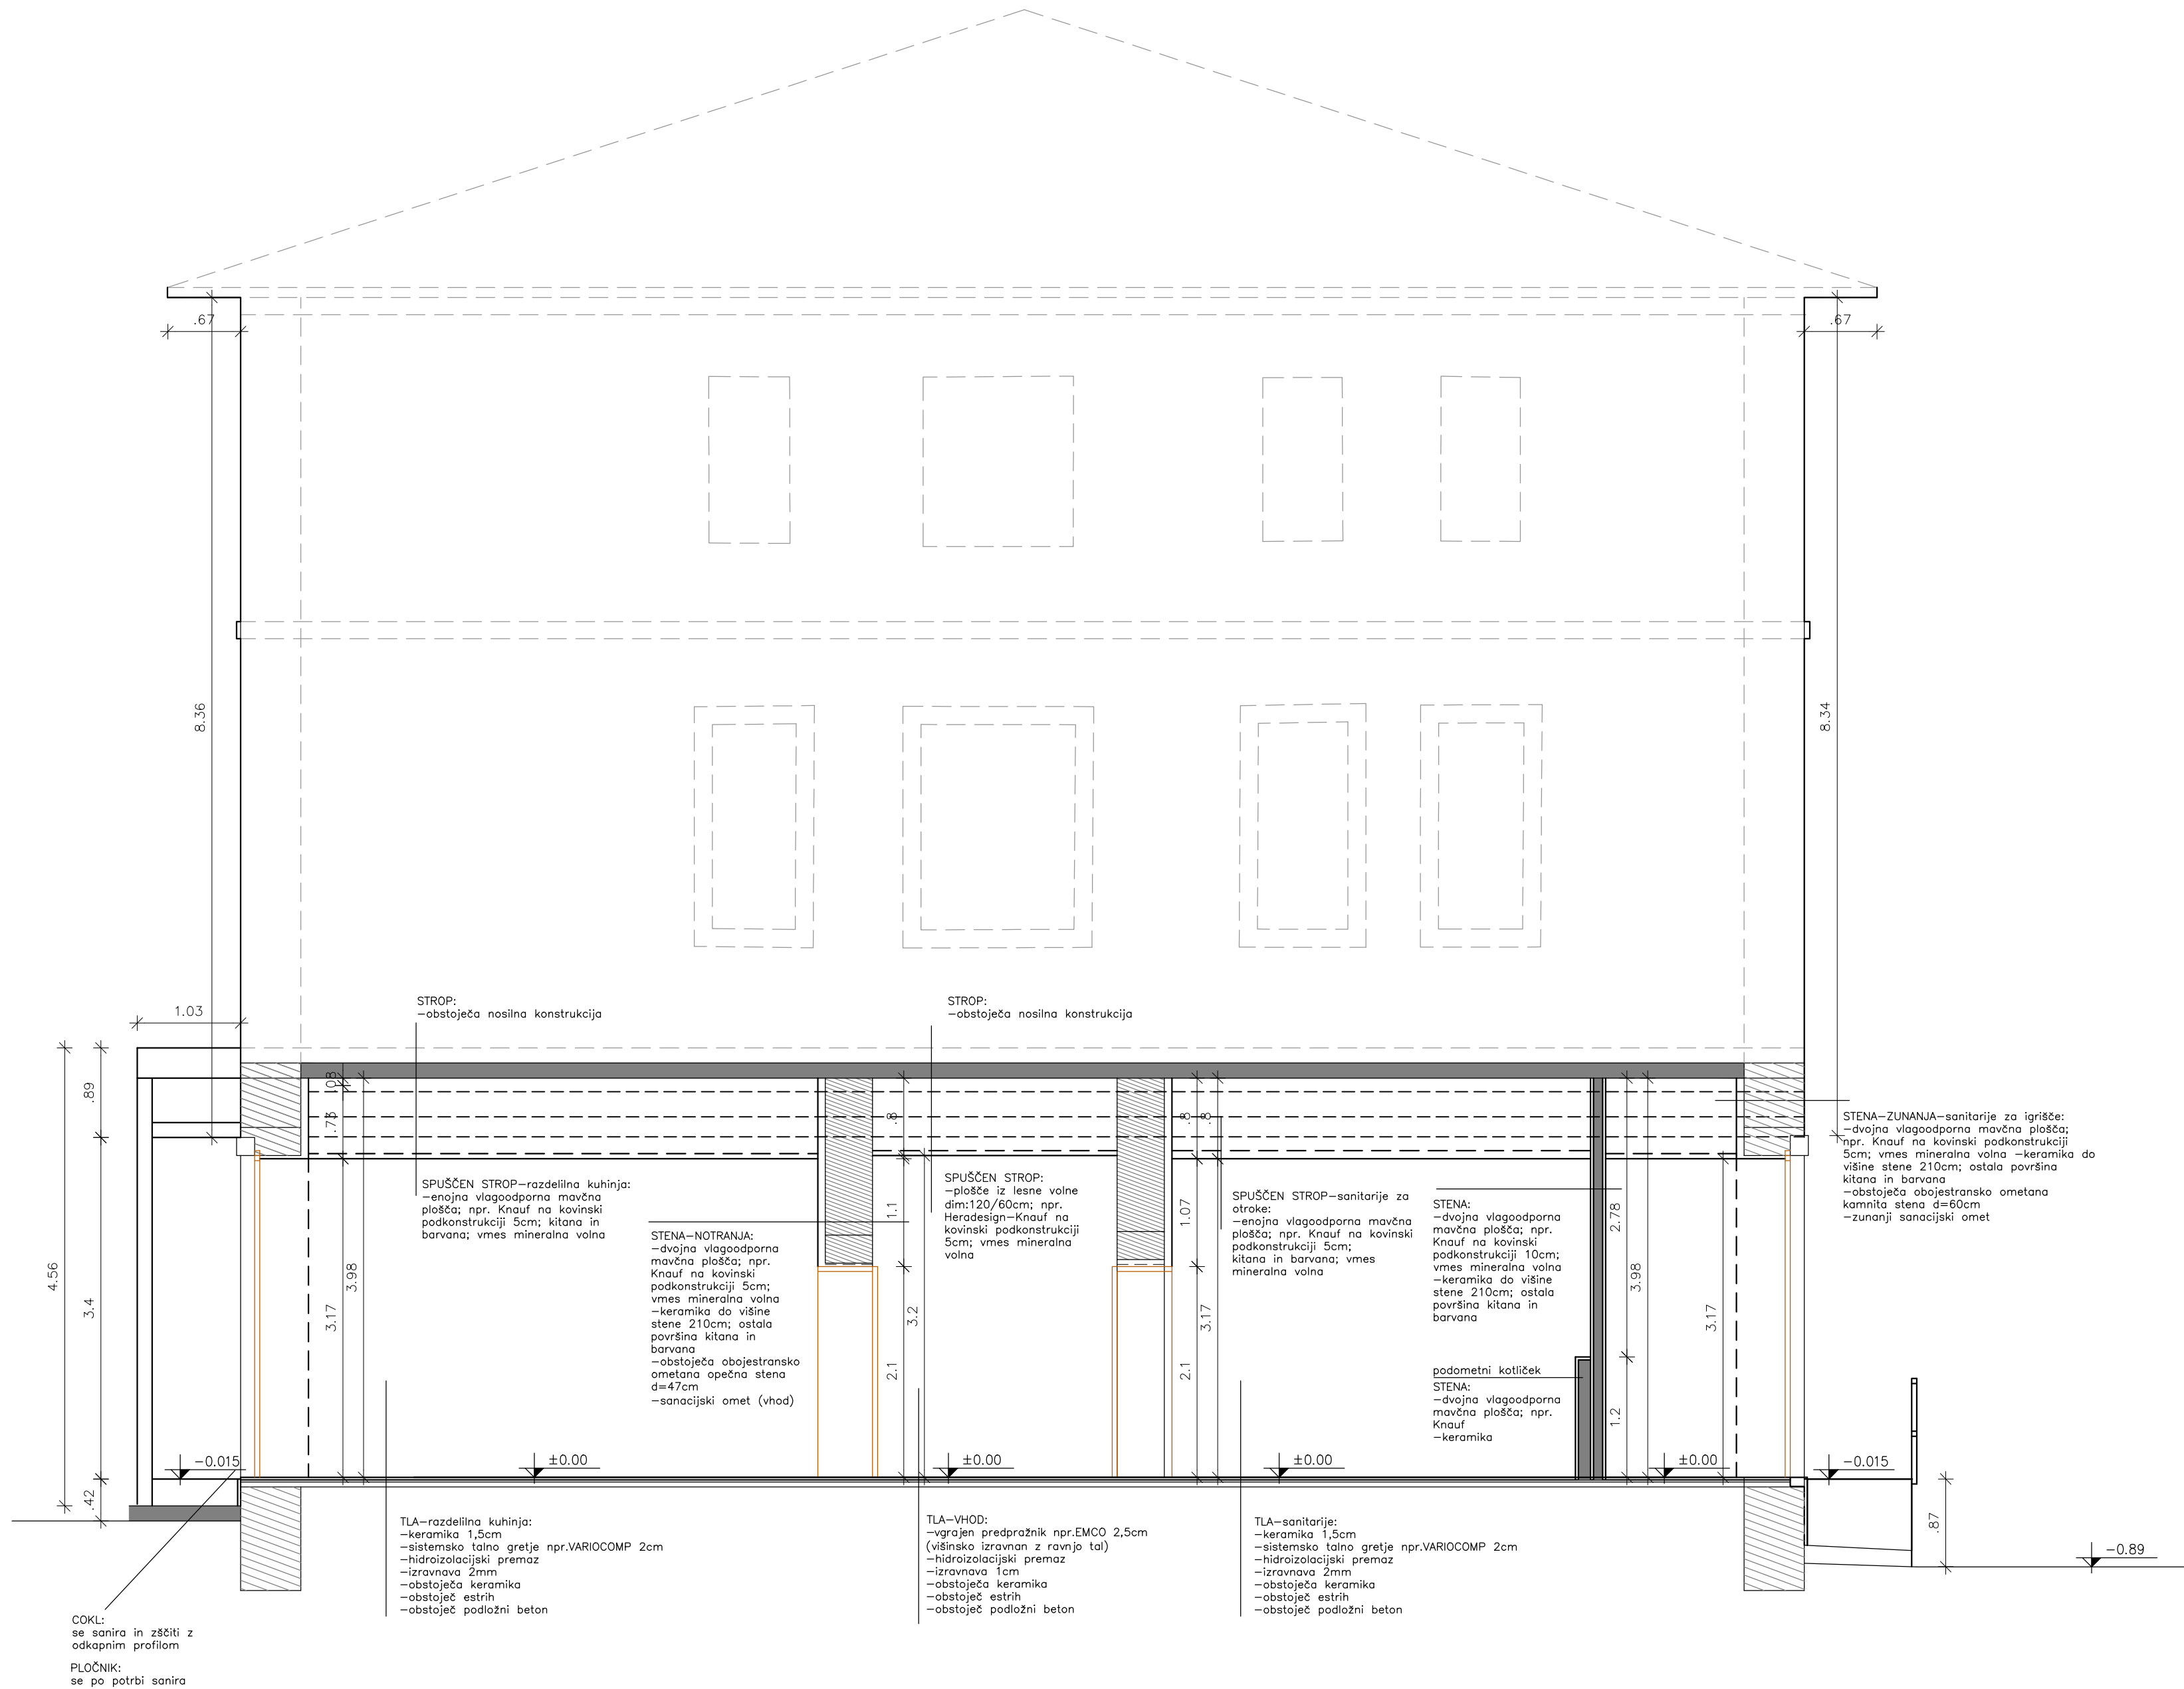 .67
.67
8.36
8.34
STROP:
-obstoječa nosilna konstrukcija
STROP:
-obstoječa nosilna konstrukcija
1.03
.89
4.56
3.4
.42
.08
.73
3.17
3.98
.8
1.1
2.1
3.2
.8
1.07
2.1
.8
3.17
2.78
1.2
3.98
3.17
.87
STENA-ZUNANJA-sanitarije za igrišče:
-dvojna vlagoodporna mavčna plošča;
npr. Knauf na kovinski podkonstrukciji
5cm; vmes mineralna volna -keramika do
višine stene 210cm; ostala površina
kitana in barvana
-obstoječa obojestransko ometana
kamnita stena d=60cm
-zunanji sanacijski omet
SPUŠČEN STROP-razdelilna kuhinja:
-enojna vlagoodporna mavčna
plošča; npr. Knauf na kovinski
podkonstrukciji 5cm; kitana in
barvana; vmes mineralna volna
STENA-NOTRANJA:
-dvojna vlagoodporna
mavčna plošča; npr.
Knauf na kovinski
podkonstrukciji 5cm;
vmes mineralna volna
-keramika do višine
stene 210cm; ostala
površina kitana in
barvana
-obstoječa obojestransko
ometana opečna stena
d=47cm
-sanacijski omet (vhod)
SPUŠČEN STROP:
-plošče iz lesne volne
dim:120/60cm; npr.
Heradesign-Knauf na
kovinski podkonstrukciji
5cm; vmes mineralna
volna
SPUŠČEN STROP-sanitarije za
otroke:
-enojna vlagoodporna mavčna
plošča; npr. Knauf na kovinski
podkonstrukciji 5cm;
kitana in barvana; vmes
mineralna volna
STENA:
-dvojna vlagoodporna
mavčna plošča; npr.
Knauf na kovinski
podkonstrukciji 10cm;
vmes mineralna volna
-keramika do višine
stene 210cm; ostala
površina kitana in
barvana
podometni kotliček
STENA:
-dvojna vlagoodporna
mavčna plošča; npr.
Knauf
-keramika
-0.015
±0.00
±0.00
±0.00
±0.00
-0.015
-0.89
TLA-razdelilna kuhinja:
-keramika 1,5cm
-sistemsko talno gretje npr.VARIOCOMP 2cm
-hidroizolacijski premaz
-izravnava 2mm
-obstoječa keramika
-obstoječ estrih
-obstoječ podložni beton
TLA-VHOD:
-vgrajen predpražnik npr.EMCO 2,5cm
(višinsko izravnan z ravnjo tal)
-hidroizolacijski premaz
-izravnava 1cm
-obstoječa keramika
-obstoječ estrih
-obstoječ podložni beton
TLA-sanitarije:
-keramika 1,5cm
-sistemsko talno gretje npr.VARIOCOMP 2cm
-hidroizolacijski premaz
-izravnava 2mm
-obstoječa keramika
-obstoječ estrih
-obstoječ podložni beton
COKL:
se sanira in zščiti z
odkapnim profilom
PLOČNIK:
se po potrbi sanira